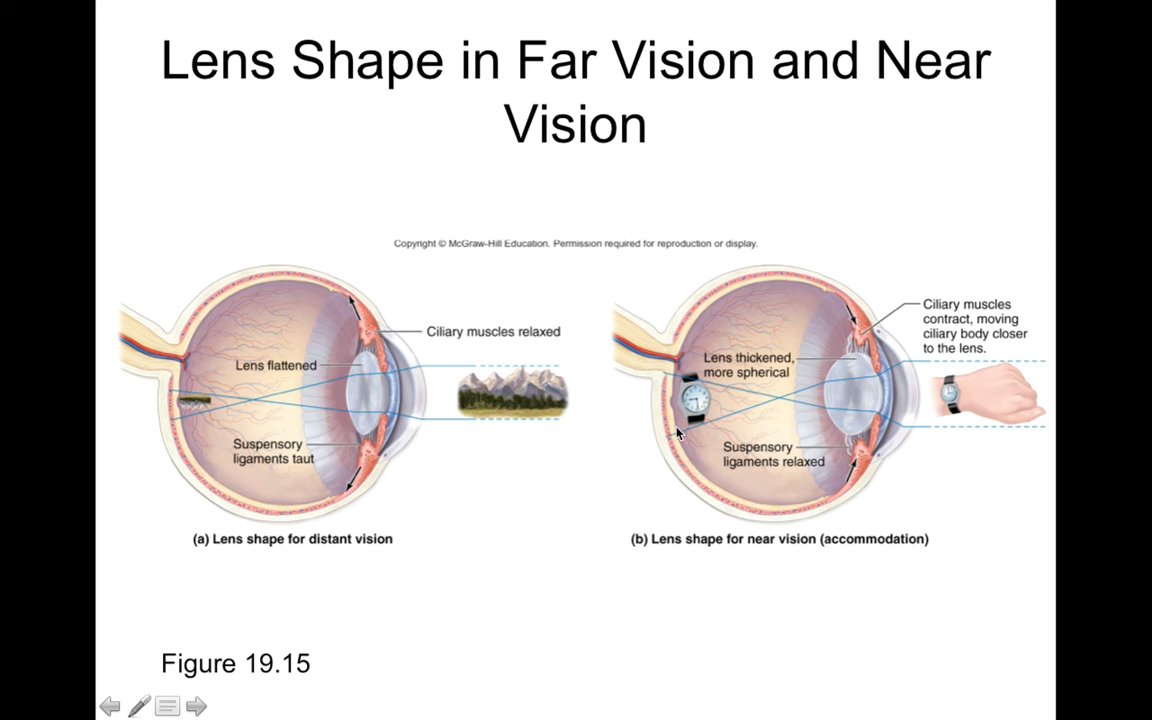 Lens Shape in Far Vision and Near
Vision
Copyright © McGraw-Hill Education. Permission required for reproduction or display.
Ciliary muscles relaxed
Lens flattened
Suspensory
ligaments taut
(a) Lens shape for distant vision
Ciliary muscles
contract, moving
ciliary body closer
to the lens.
Lens thickened,
more spherical
Suspensory
ligaments relaxed
(b) Lens shape for near vision (accommodation)
Figure 19.15